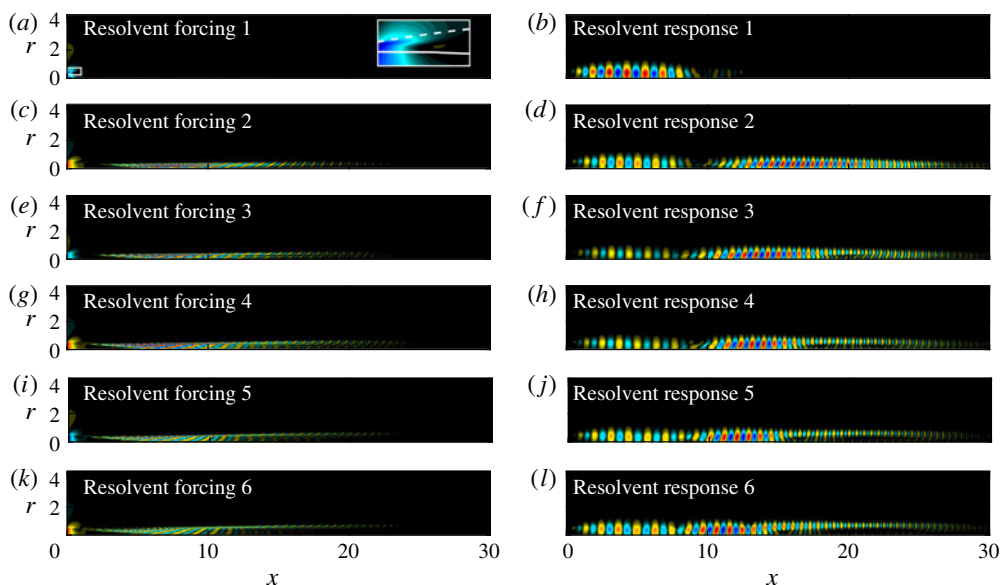 (a) 4 Resolvent forcing 1 (b) Resolvent response 1
r 2
0
(c) 4 Resolvent forcing 2 (d) Resolvent response 2
r 2
0
(e) 4 Resolvent forcing 3 (f) Resolvent response 3
r 2
0
(g) 4 Resolvent forcing 4 (h) Resolvent response 4
r 2
0
(i) 4 Resolvent forcing 5 (j) Resolvent response 5
r 2
0
(k) 4 Resolvent forcing 6 (l) Resolvent response 6
r 2
0 10 20 30 0 10 20 30
x x